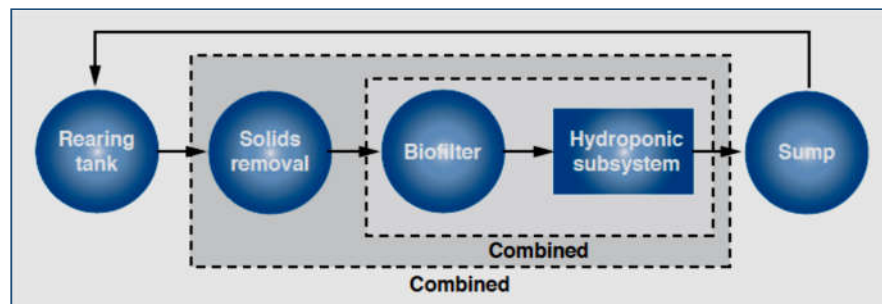 Rearing
tank
Solids
removal
Biofilter
Hydroponic
subsystem
Sump
Combined
Combined